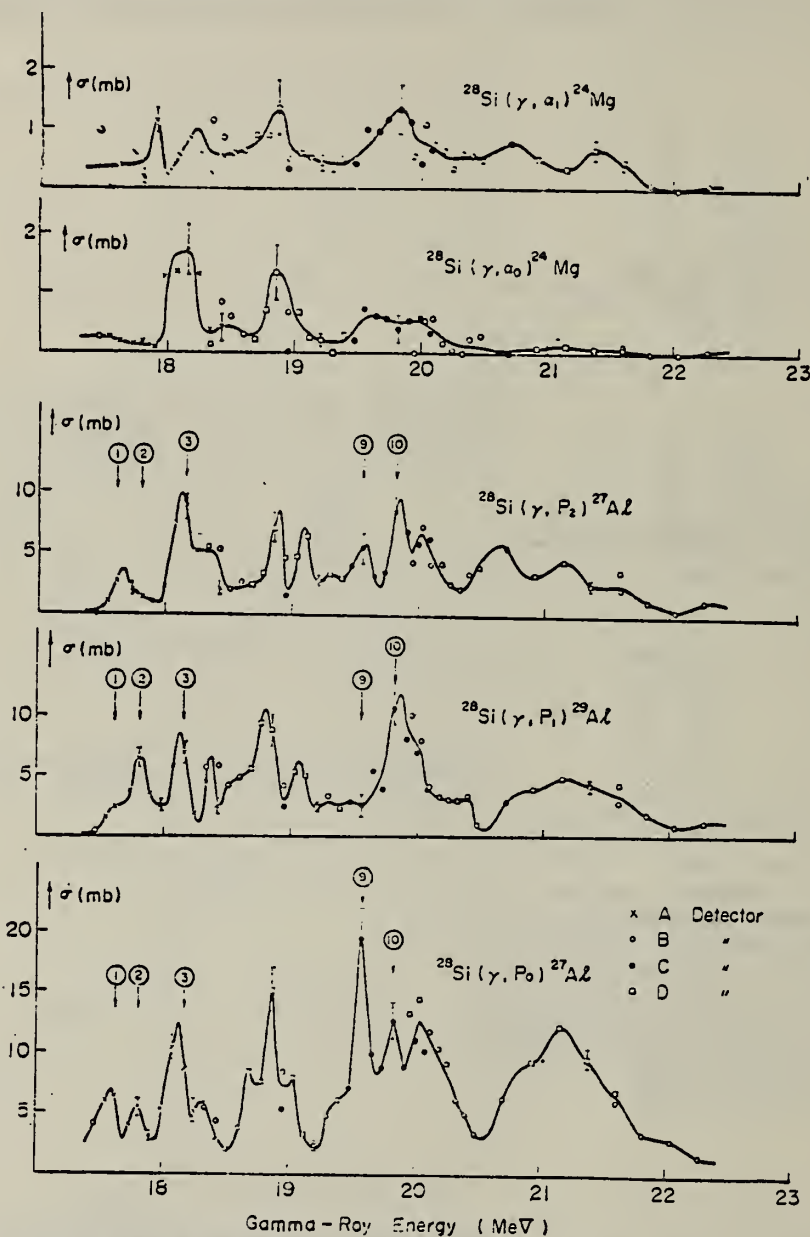 2
↑ σ(mb)
²⁸Si(γ, α₁)²⁴Mg
1
2
↑ σ(mb)
²⁸Si(γ, α₀)²⁴Mg
18 19 20 21 22 23
↑ σ(mb)
① ② ③ ⑨ ⑩
10
²⁸Si(γ, P₂)²⁷Aℓ
5
↑ σ(mb)
① ② ③ ⑨ ⑩
10
²⁸Si(γ, P₁)²⁹Aℓ
5
↑ σ(mb)
⑨
x A Detector
20
⑩
o B "
① ② ③
²⁸Si(γ, P₀)²⁷Aℓ
• C "
15
□ D "
10
5
18 19 20 21 22 23
Gamma-Ray Energy (MeV)